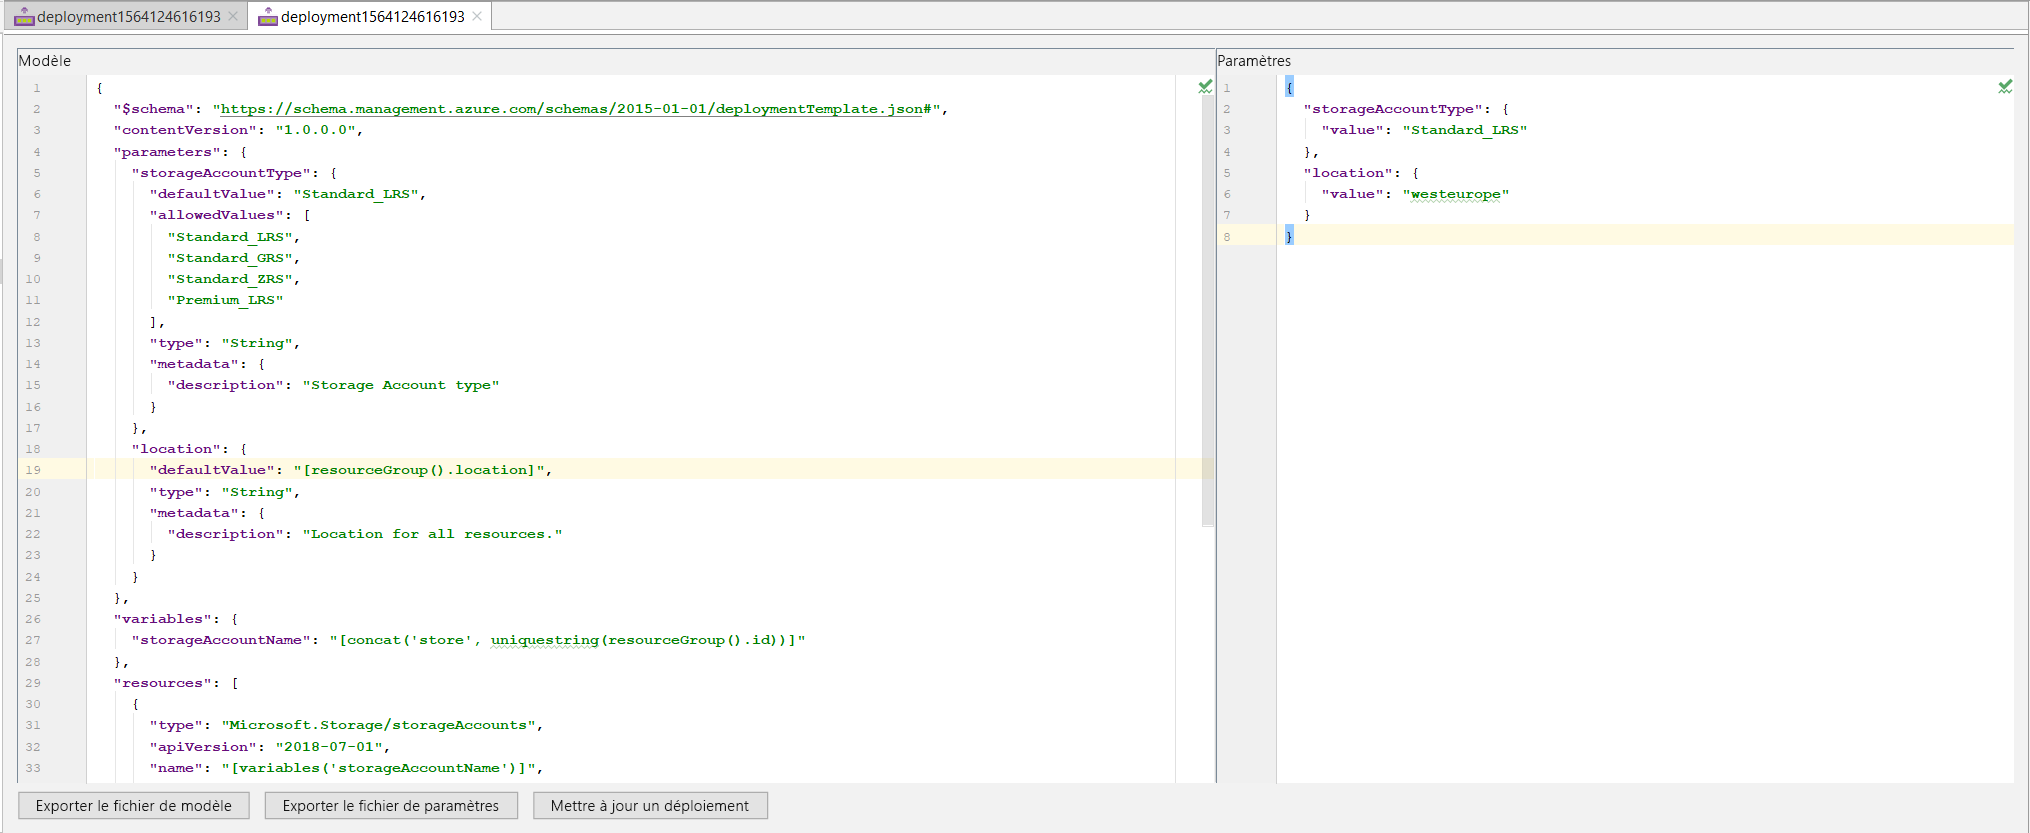 deployment1564124616193
deployment1564124616193
Modèle
1 {
2 "$schema": "https://schema.management.azure.com/schemas/2015-01-01/deploymentTemplate.json#",
3 "contentVersion": "1.0.0.0",
4 "parameters": {
5 "storageAccountType": {
6 "defaultValue": "Standard_LRS",
7 "allowedValues": [
8 "Standard_LRS",
9 "Standard_GRS",
10 "Standard_ZRS",
11 "Premium_LRS"
12 ],
13 "type": "String",
14 "metadata": {
15 "description": "Storage Account type"
16 }
17 },
18 "location": {
19 "defaultValue": "[resourceGroup().location]",
20 "type": "String",
21 "metadata": {
22 "description": "Location for all resources."
23 }
24 }
25 },
26 "variables": {
27 "storageAccountName": "[concat('store', uniquestring(resourceGroup().id))]"
28 },
29 "resources": [
30 {
31 "type": "Microsoft.Storage/storageAccounts",
32 "apiVersion": "2018-07-01",
33 "name": "[variables('storageAccountName')]",
Paramètres
1 {
2 "storageAccountType": {
3 "value": "Standard_LRS"
4 },
5 "location": {
6 "value": "westeurope"
7 }
8 }
Exporter le fichier de modèle
Exporter le fichier de paramètres
Mettre à jour un déploiement